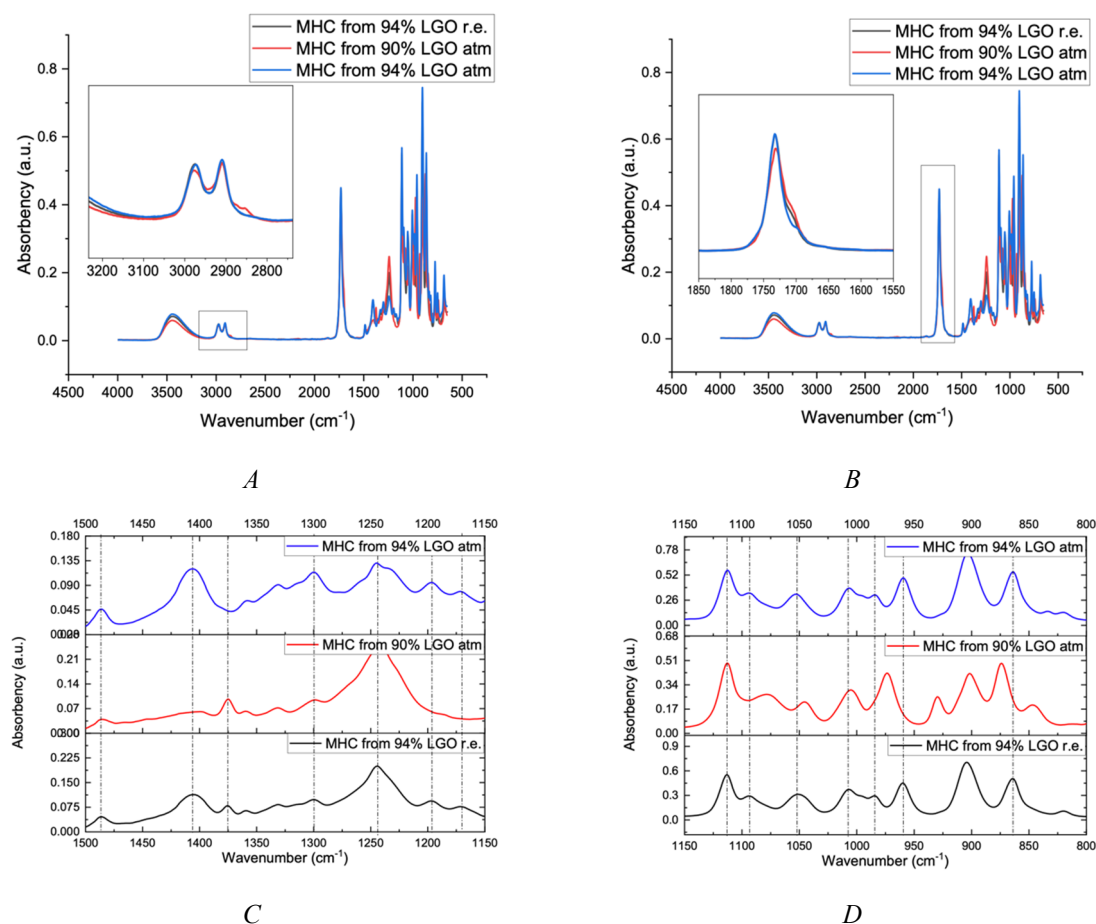 MHC from 94% LGO r.e.
MHC from 90% LGO atm
MHC from 94% LGO atm
0.8
0.6
0.4
0.2
0.0
Absorbency (a.u.)
3200 3100 3000 2900 2800
4500 4000 3500 3000 2500 2000 1500 1000 500
Wavenumber (cm-1)
A
MHC from 94% LGO r.e.
MHC from 90% LGO atm
MHC from 94% LGO atm
0.8
0.6
0.4
0.2
0.0
Absorbency (a.u.)
1850 1800 1750 1700 1650 1600 1550
4500 4000 3500 3000 2500 2000 1500 1000 500
Wavenumber (cm-1)
B
1500 1450 1400 1350 1300 1250 1200 1150
0.180
0.135
0.090
0.045
MHC from 94% LGO atm
0.21
0.14
0.07
MHC from 90% LGO atm
0.225
0.150
0.075
0.000
MHC from 94% LGO r.e.
Absorbency (a.u.)
1500 1450 1400 1350 1300 1250 1200 1150
Wavenumber (cm-1)
C
1150 1100 1050 1000 950 900 850 800
0.78
0.52
0.26
0.00
MHC from 94% LGO atm
0.68
0.51
0.34
0.17
0.00
MHC from 90% LGO atm
0.9
0.6
0.3
0.0
MHC from 94% LGO r.e.
Absorbency (a.u.)
1150 1100 1050 1000 950 900 850 800
Wavenumber (cm-1)
D